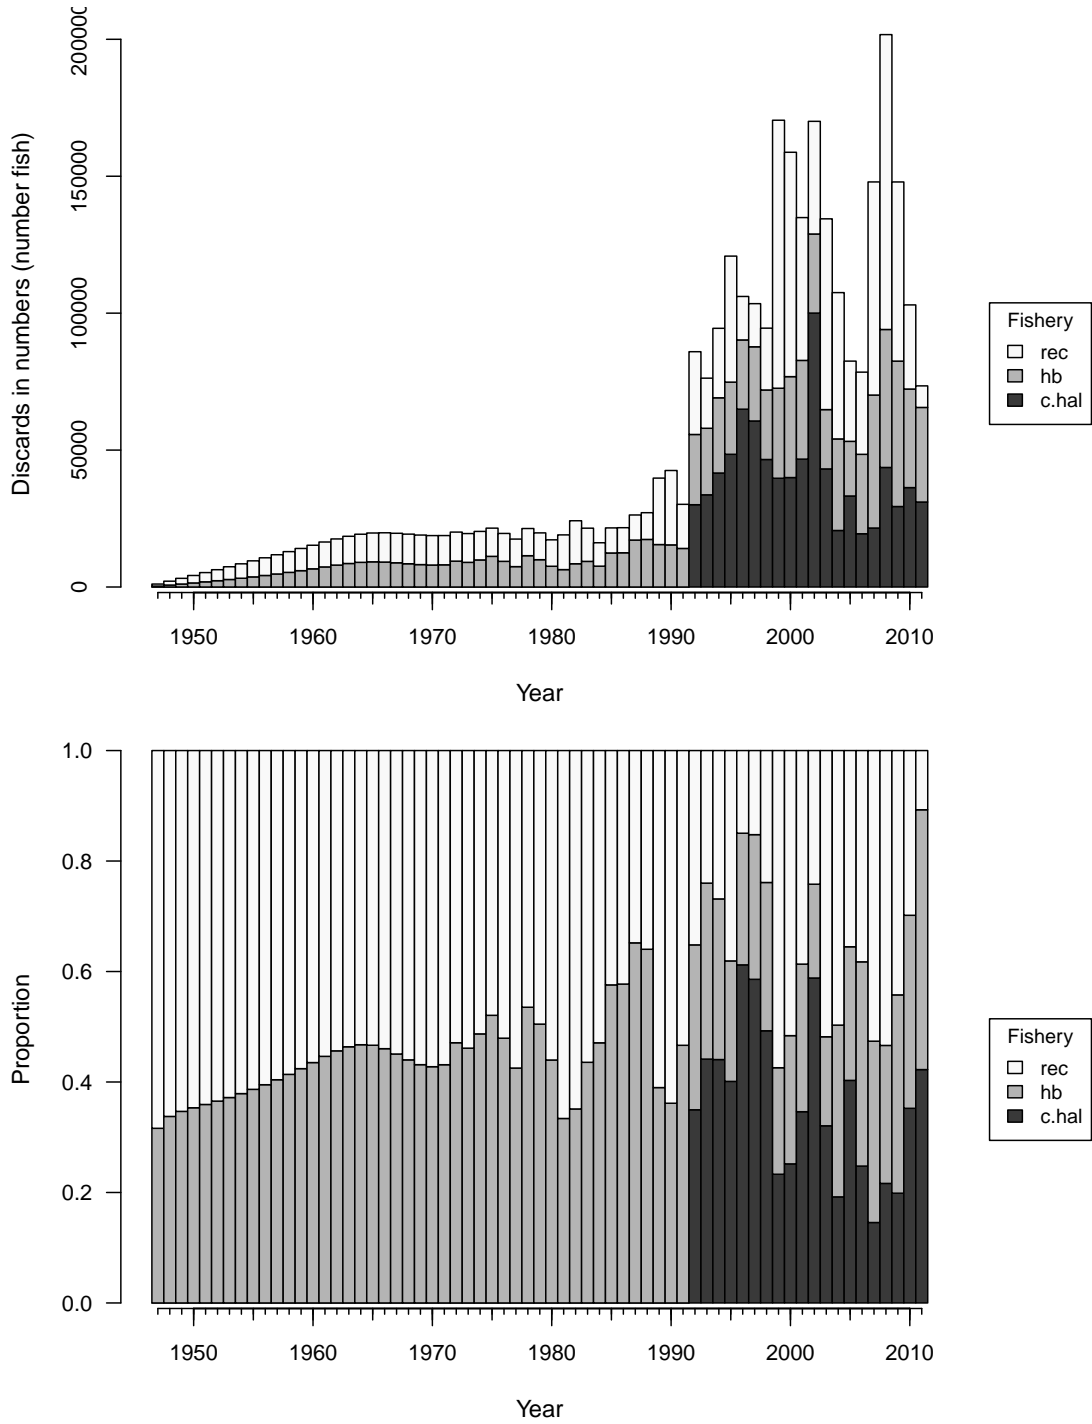 Discards in numbers (number fish)
200000
150000
100000
50000
0
1950 1960 1970 1980 1990 2000 2010
Year
Fishery
rec
hb
c.hal
Proportion
1.0
0.8
0.6
0.4
0.2
0.0
1950 1960 1970 1980 1990 2000 2010
Year
Fishery
rec
hb
c.hal